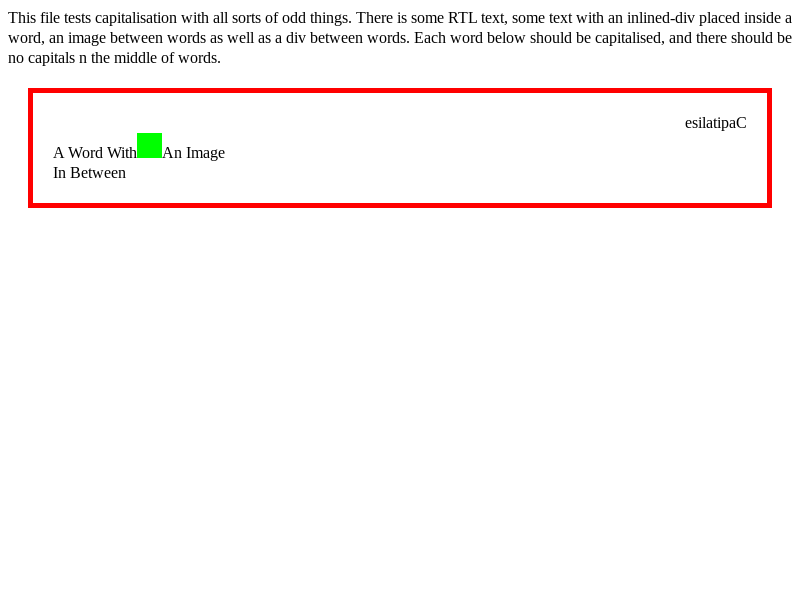 This file tests capitalisation with all sorts of odd things. There is some RTL text, some text with an inlined-div placed inside a
word, an image between words as well as a div between words. Each word below should be capitalised, and there should be
no capitals n the middle of words.
esilatipaC
A Word With An Image
In Between